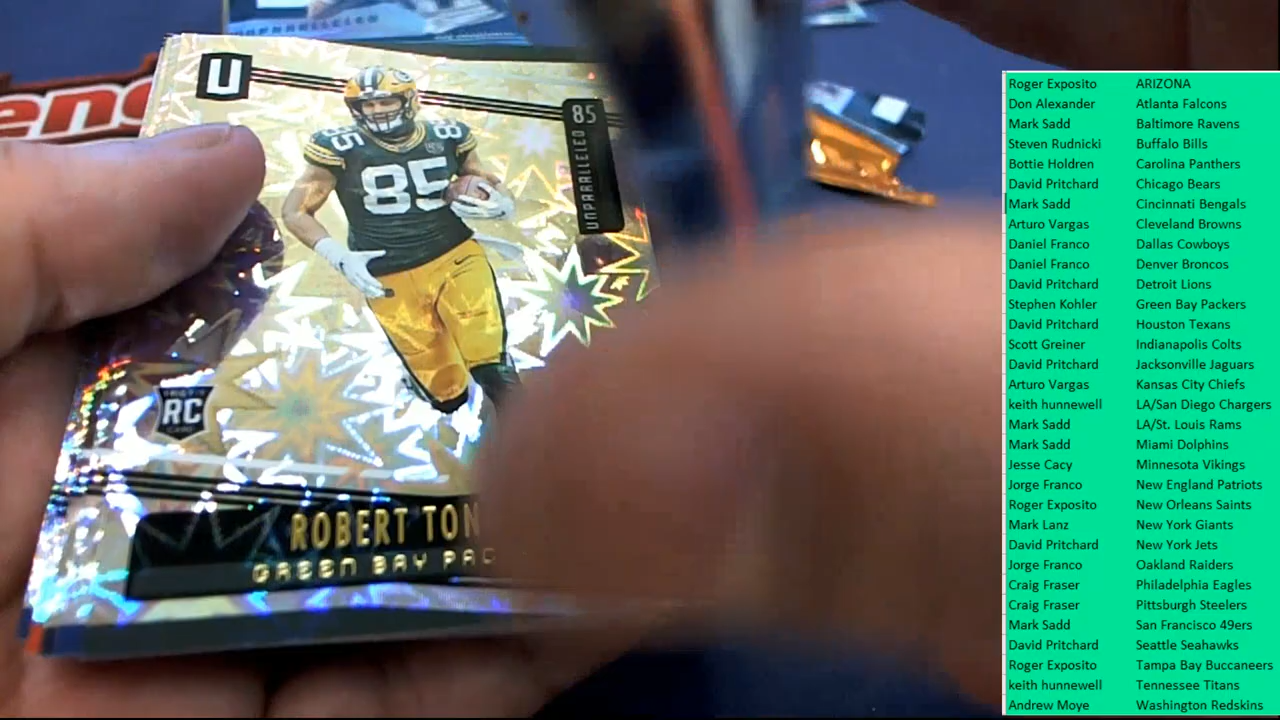 U
85
UNPARALLELED
85
85
85
RC
ROBERT TON
GREEN BAY PAC
Roger Exposito ARIZONA
Don Alexander Atlanta Falcons
Mark Sadd Baltimore Ravens
Steven Rudnicki Buffalo Bills
Bottie Holdren Carolina Panthers
David Pritchard Chicago Bears
Mark Sadd Cincinnati Bengals
Arturo Vargas Cleveland Browns
Daniel Franco Dallas Cowboys
Daniel Franco Denver Broncos
David Pritchard Detroit Lions
Stephen Kohler Green Bay Packers
David Pritchard Houston Texans
Scott Greiner Indianapolis Colts
David Pritchard Jacksonville Jaguars
Arturo Vargas Kansas City Chiefs
keith hunnewell LA/San Diego Chargers
Mark Sadd LA/St. Louis Rams
Mark Sadd Miami Dolphins
Jesse Cacy Minnesota Vikings
Jorge Franco New England Patriots
Roger Exposito New Orleans Saints
Mark Lanz New York Giants
David Pritchard New York Jets
Jorge Franco Oakland Raiders
Craig Fraser Philadelphia Eagles
Craig Fraser Pittsburgh Steelers
Mark Sadd San Francisco 49ers
David Pritchard Seattle Seahawks
Roger Exposito Tampa Bay Buccaneers
keith hunnewell Tennessee Titans
Andrew Moye Washington Redskins